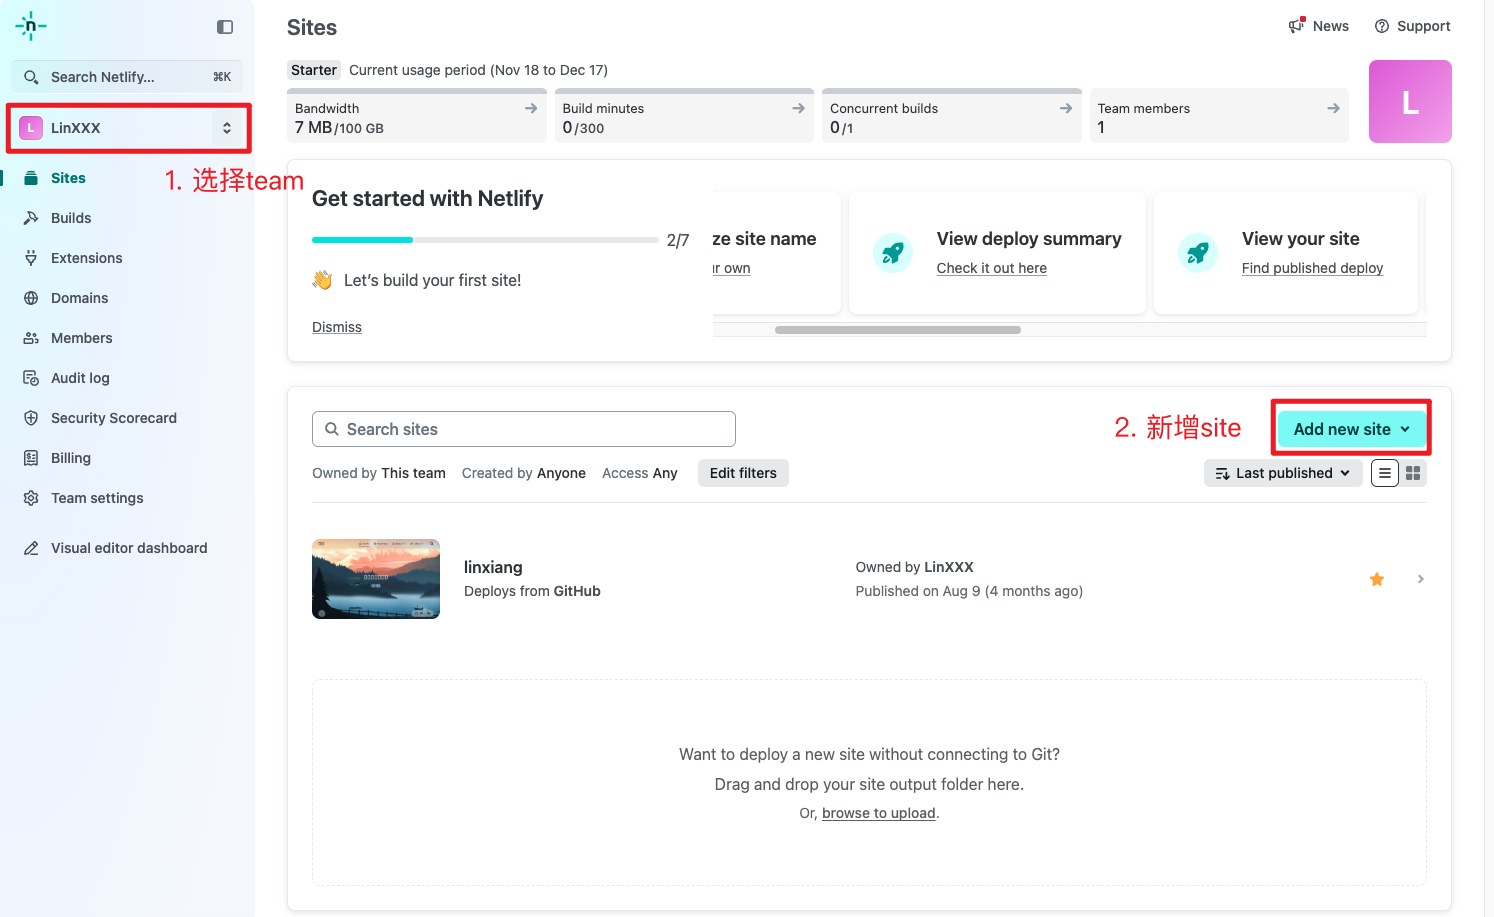 Search Netlify...
⌘K
L
LinXXX
1. 选择team
Sites
Builds
Extensions
Domains
Members
Audit log
Security Scorecard
Billing
Team settings
Visual editor dashboard
Sites
News
Support
Starter
Current usage period (Nov 18 to Dec 17)
Bandwidth
7 MB/100 GB
Build minutes
0/300
Concurrent builds
0/1
Team members
1
L
Get started with Netlify
2/7
👋 Let’s build your first site!
Dismiss
ze site name
ur own
View deploy summary
Check it out here
View your site
Find published deploy
Search sites
2. 新增site
Add new site
Owned by This team
Created by Anyone
Access Any
Edit filters
Last published
linxiang
Deploys from GitHub
Owned by LinXXX
Published on Aug 9 (4 months ago)
Want to deploy a new site without connecting to Git?
Drag and drop your site output folder here.
Or, browse to upload.